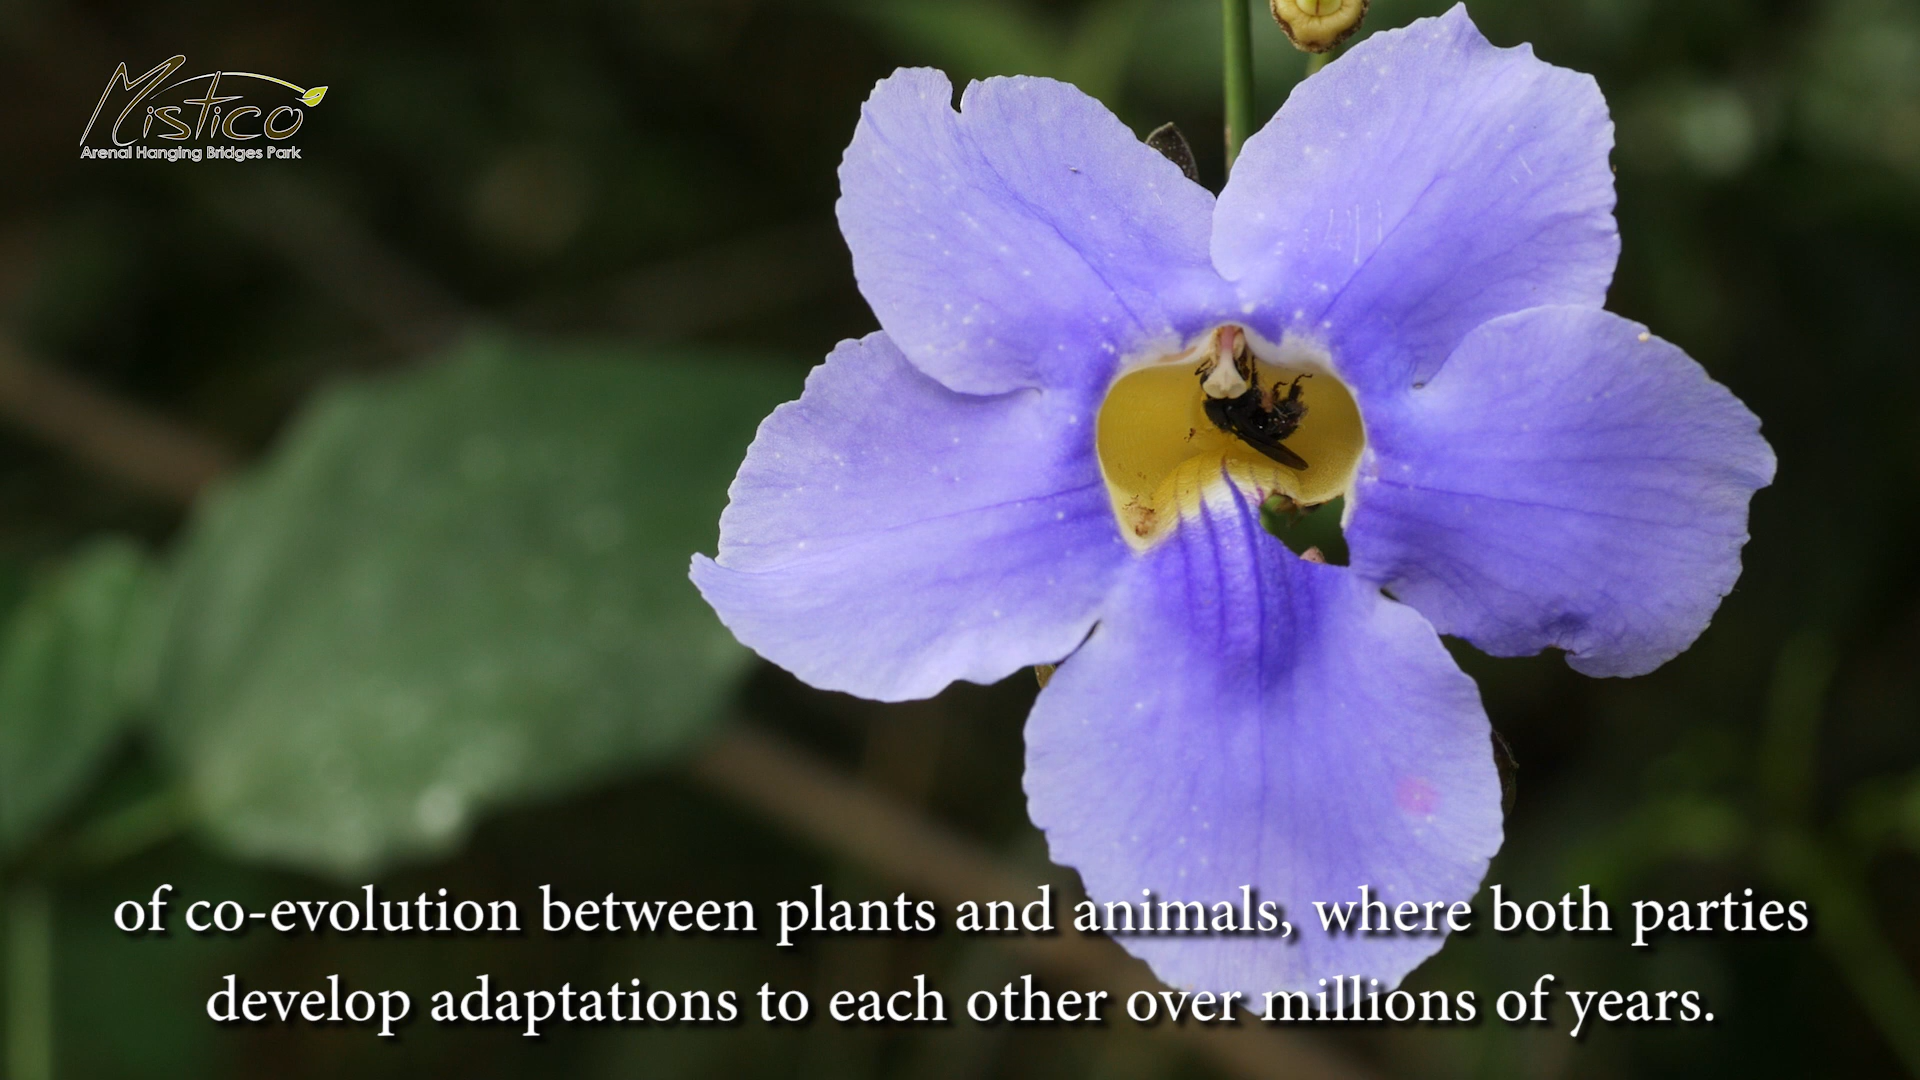 Mistico
Arenal Hanging Bridges Park
of co-evolution between plants and animals, where both parties
develop adaptations to each other over millions of years.